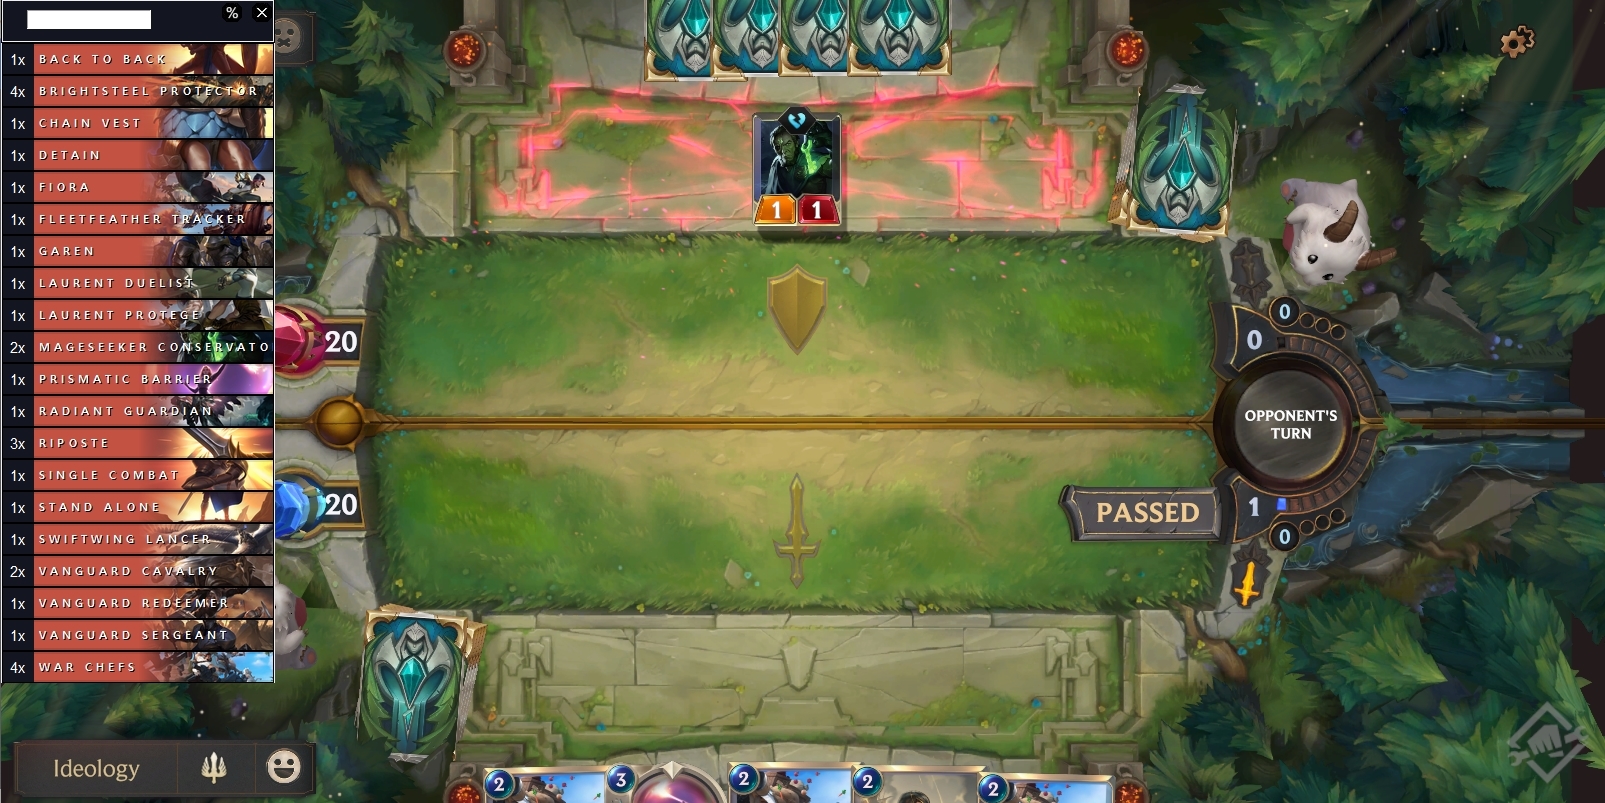 %
1x BACK TO BACK
4x BRIGHTSTEEL PROTECTOR
1x CHAIN VEST
1x DETAIN
1x FIORA
1x FLEETFEATHER TRACKER
1x GAREN
1x LAURENT DUELIST
1x LAURENT PROTEGE
2x MAGESEEKER CONSERVATO
1x PRISMATIC BARRIER
1x RADIANT GUARDIAN
3x RIPOSTE
1x SINGLE COMBAT
1x STAND ALONE
1x SWIFTWING LANCER
2x VANGUARD CAVALRY
1x VANGUARD REDEEMER
1x VANGUARD SERGEANT
4x WAR CHEFS
1 1
20
0
0
OPPONENT'S
TURN
20
PASSED
1
0
Ideology
2 3 2 2 2